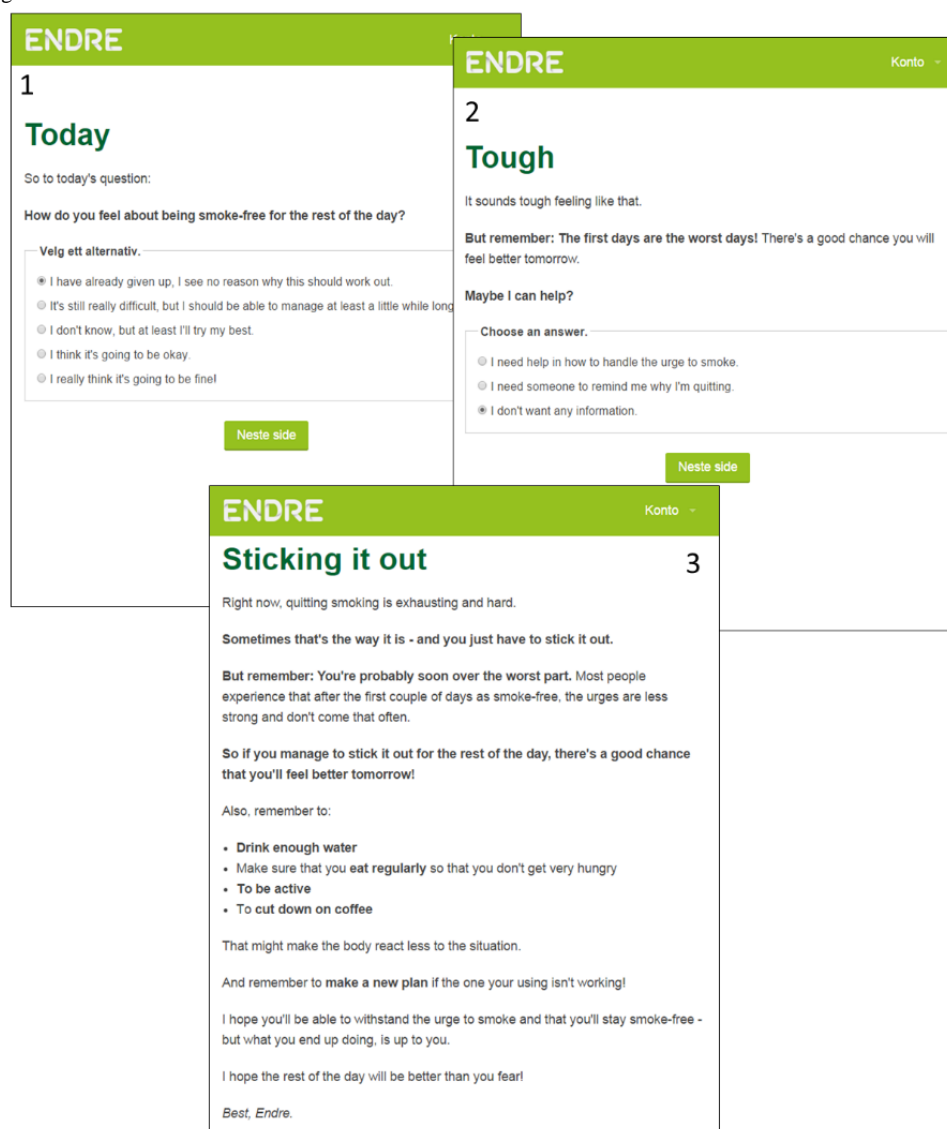 ENDRE
1
Today
So to today's question:
How do you feel about being smoke-free for the rest of the day?
Velg ett alternativ.
I have already given up, I see no reason why this should work out.
It's still really difficult, but I should be able to manage at least a little while long
I don't know, but at least I'll try my best.
I think it's going to be okay.
I really think it's going to be fine!
Neste side
ENDRE
Konto
2
Tough
It sounds tough feeling like that.
But remember: The first days are the worst days! There's a good chance you will
feel better tomorrow.
Maybe I can help?
Choose an answer.
I need help in how to handle the urge to smoke.
I need someone to remind me why I'm quitting.
I don't want any information.
Neste side
ENDRE
Konto
Sticking it out
3
Right now, quitting smoking is exhausting and hard.
Sometimes that's the way it is - and you just have to stick it out.
But remember: You're probably soon over the worst part. Most people
experience that after the first couple of days as smoke-free, the urges are less
strong and don't come that often.
So if you manage to stick it out for the rest of the day, there's a good chance
that you'll feel better tomorrow!
Also, remember to:
• Drink enough water
• Make sure that you eat regularly so that you don't get very hungry
• To be active
• To cut down on coffee
That might make the body react less to the situation.
And remember to make a new plan if the one your using isn't working!
I hope you'll be able to withstand the urge to smoke and that you'll stay smoke-free -
but what you end up doing, is up to you.
I hope the rest of the day will be better than you fear!
Best, Endre.